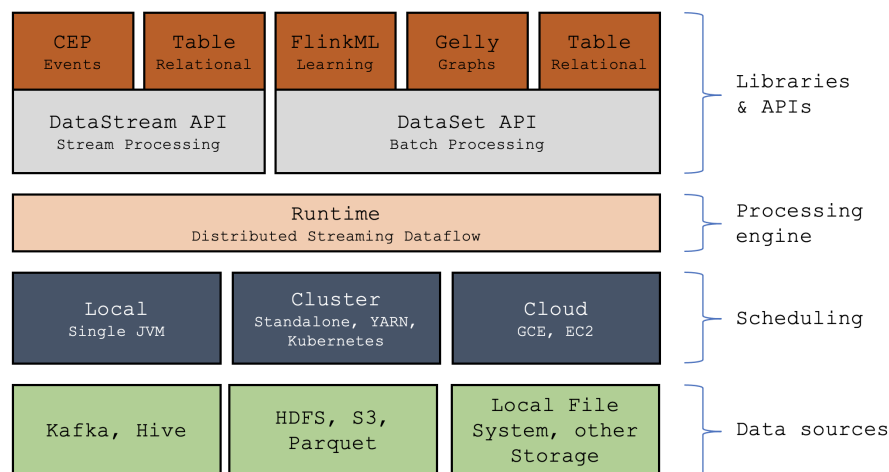 CEP
Events
Table
Relational
FlinkML
Learning
Gelly
Graphs
Table
Relational
DataStream API
Stream Processing
DataSet API
Batch Processing
Libraries
& APIs
Runtime
Distributed Streaming Dataflow
Processing
engine
Local
Single JVM
Cluster
Standalone, YARN,
Kubernetes
Cloud
GCE, EC2
Scheduling
Kafka, Hive
HDFS, S3,
Parquet
Local File
System, other
Storage
Data sources